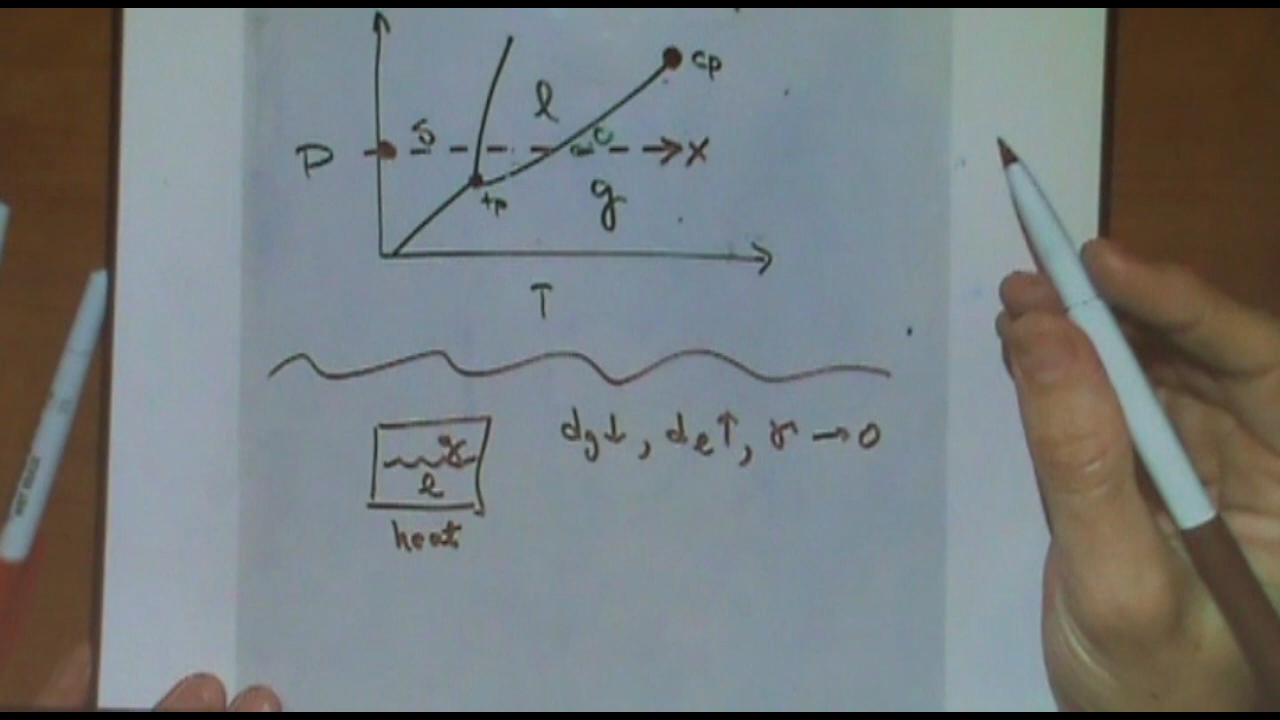 l
cp
P
s
c
x
tp
g
T
g
l
heat
dg↓, dl↑, γ → 0